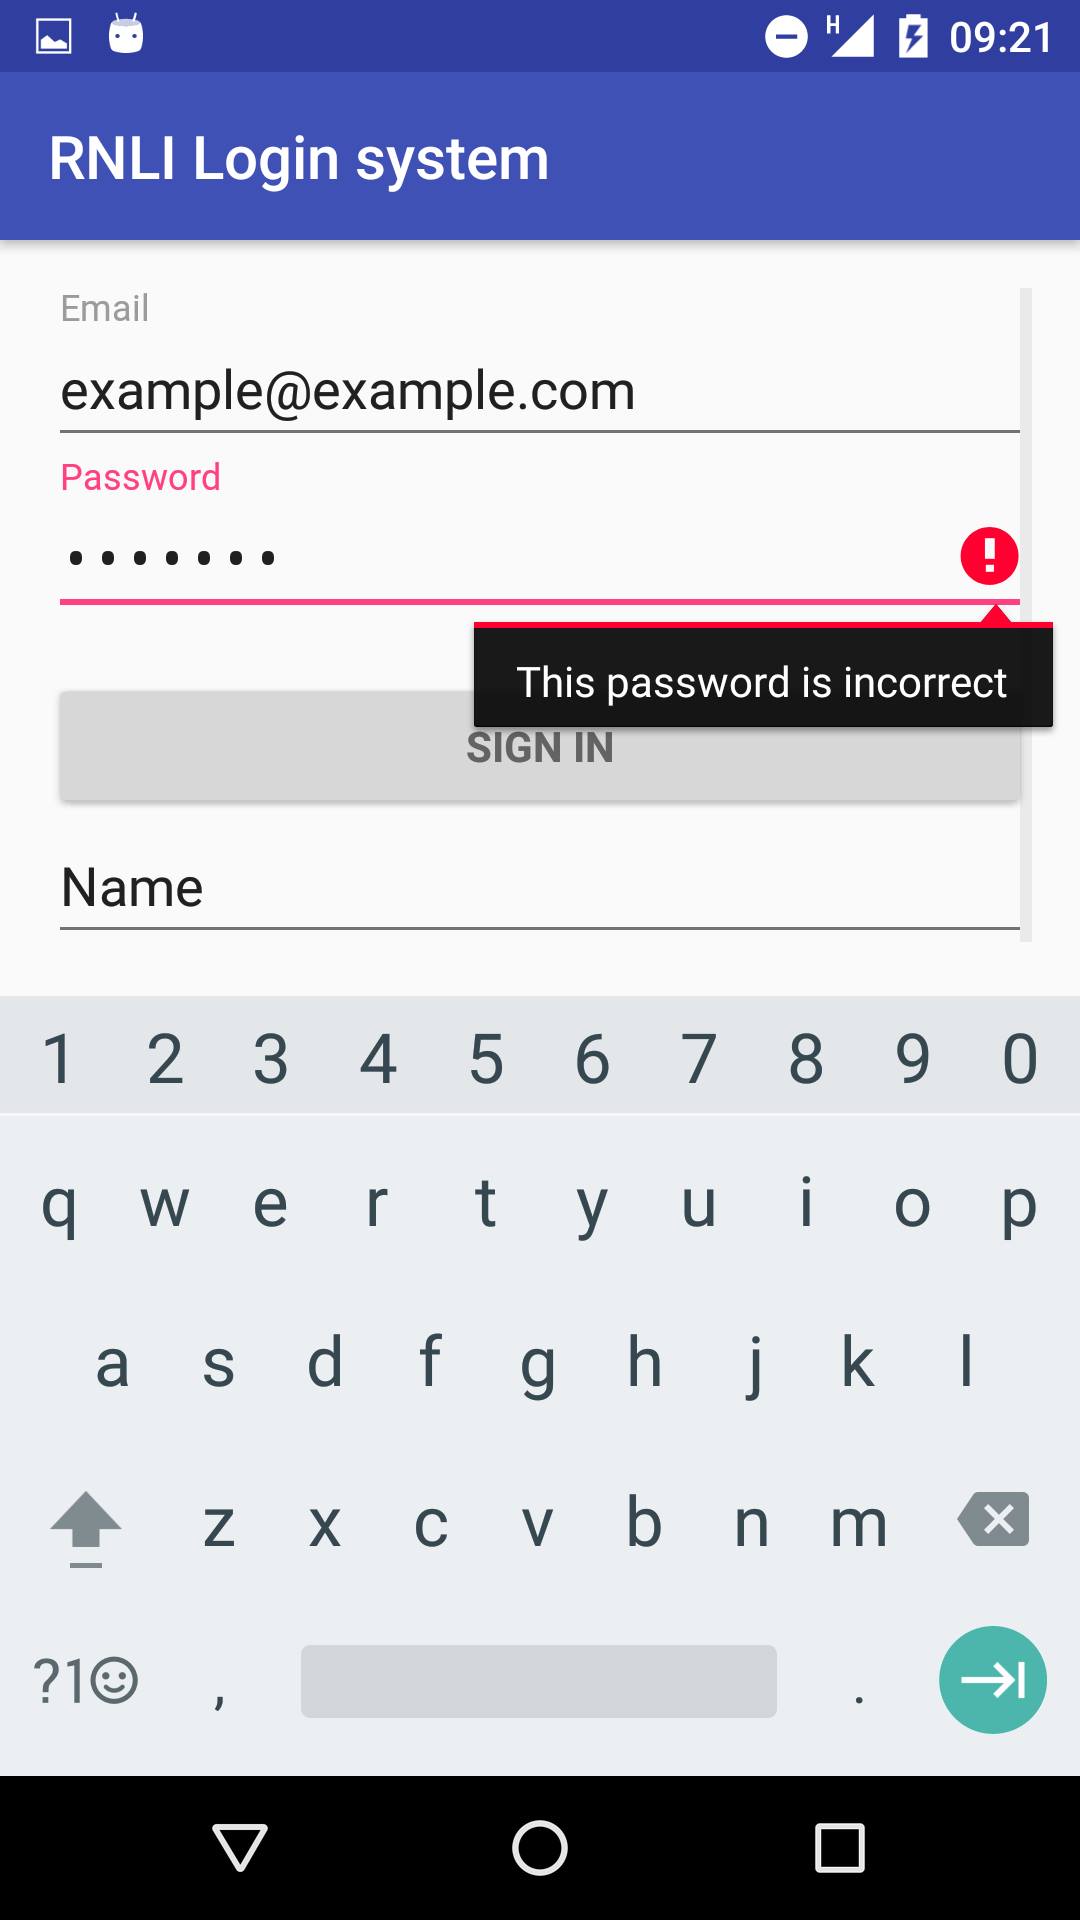 H 09:21
RNLI Login system
Email
example@example.com
Password
•••••••
This password is incorrect
SIGN IN
Name
1 2 3 4 5 6 7 8 9 0
q w e r t y u i o p
a s d f g h j k l
z x c v b n m
?1☺ , .